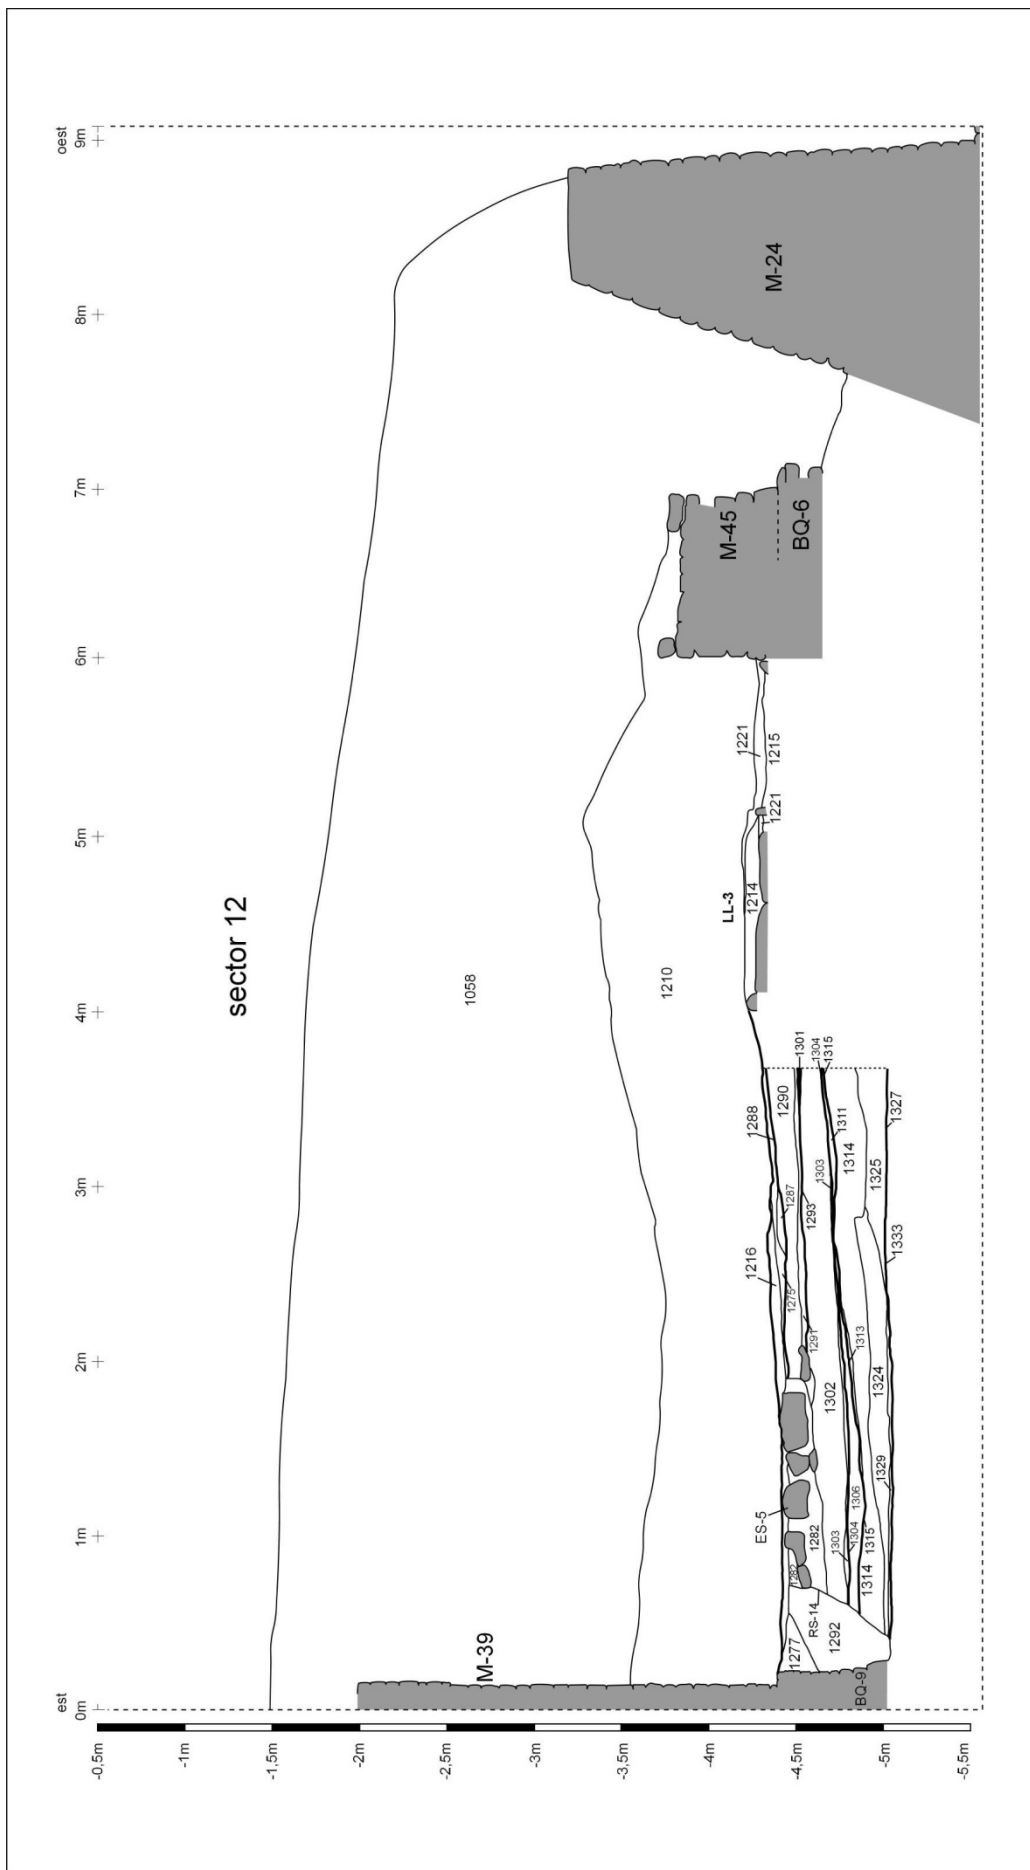 sector 12
est
oest
0m
1m
2m
3m
4m
5m
6m
7m
8m
9m
-0,5m
-1m
-1,5m
-2m
-2,5m
-3m
-3,5m
-4m
-4,5m
-5m
-5,5m
1058
1210
M-39
M-45
BQ-6
M-24
LL-3
1214
1221
1221
1215
1216
1288
1290
1301
1304
1315
1287
1275
1293
1291
1303
1311
1314
1302
1313
1325
1327
1333
1324
ES-5
1282
1282
1277
RS-14
1292
1303
1304
1306
1315
1314
1329
BQ-9